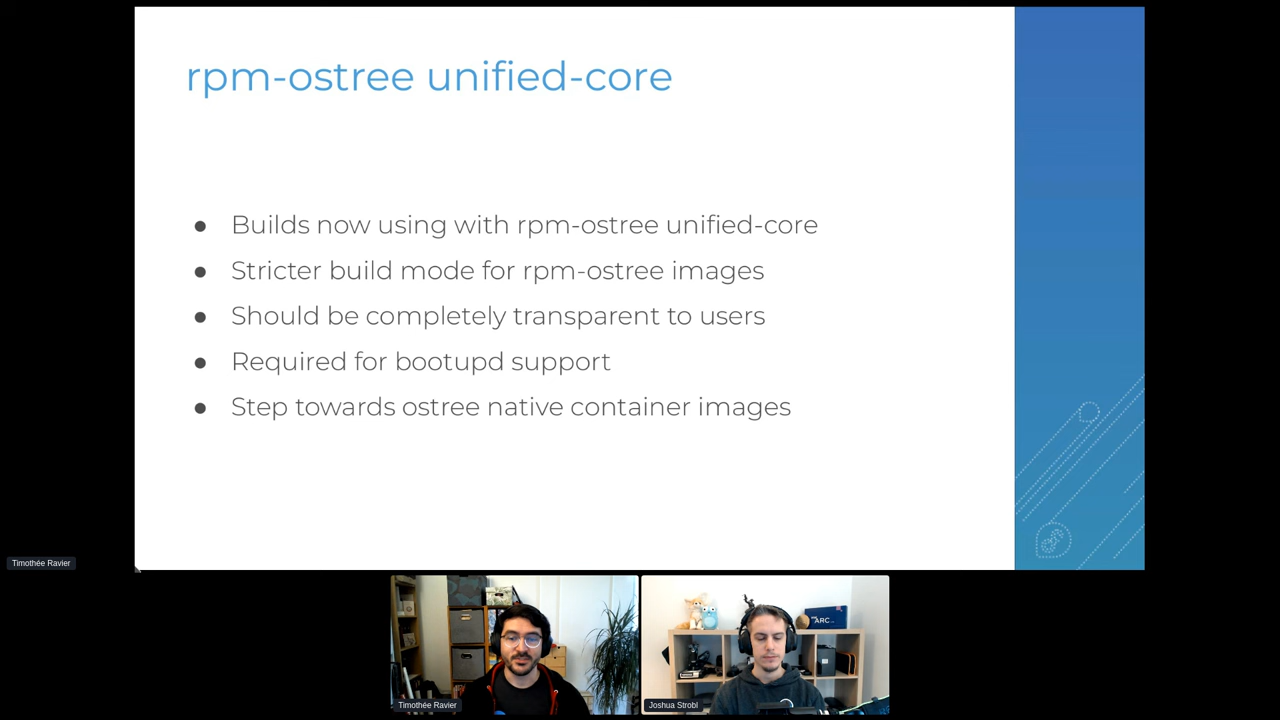 rpm-ostree unified-core
● Builds now using with rpm-ostree unified-core
● Stricter build mode for rpm-ostree images
● Should be completely transparent to users
● Required for bootupd support
● Step towards ostree native container images
Timothée Ravier
ARC
Timothée Ravier
Joshua Strobl